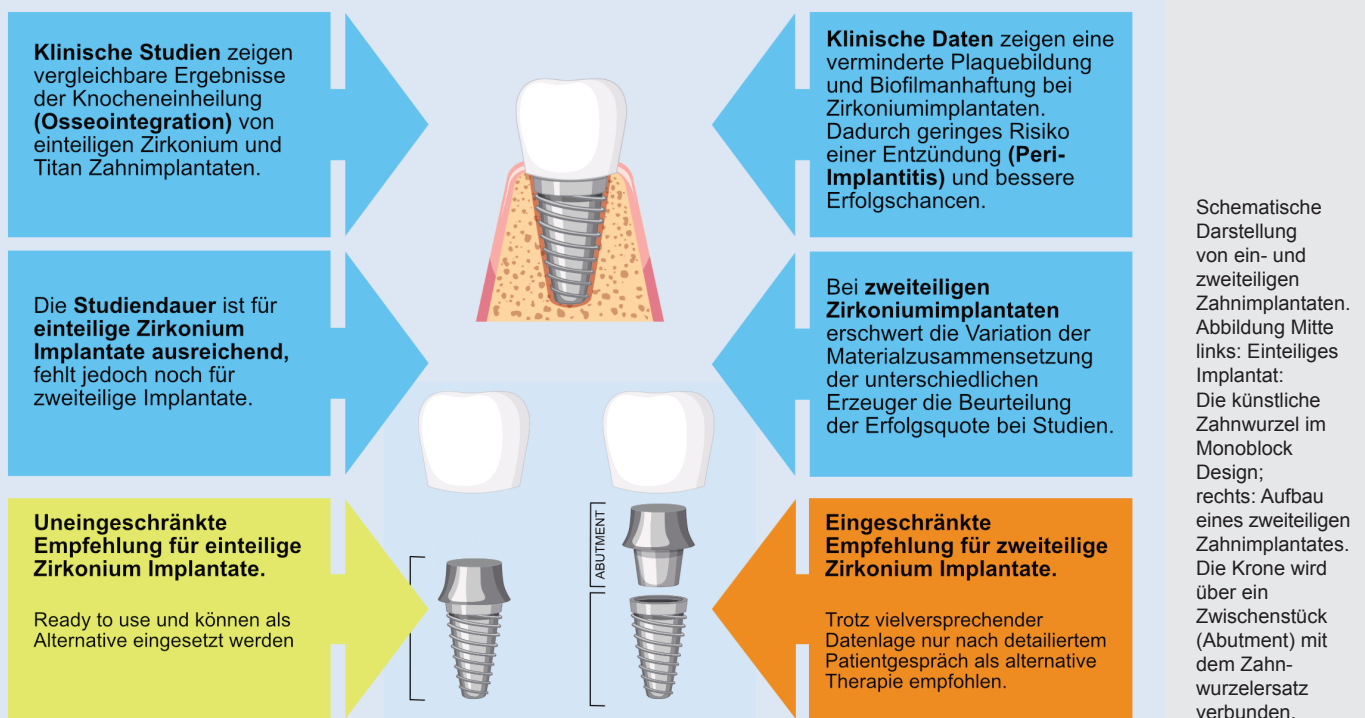 Klinische Studien zeigen
vergleichbare Ergebnisse
der Knocheneinheilung
(Osseointegration) von
einteiligen Zirkonium und
Titan Zahnimplantaten.
Klinische Daten zeigen eine
verminderte Plaquebildung
und Biofilmanhaftung bei
Zirkoniumimplantaten.
Dadurch geringes Risiko
einer Entzündung (Peri-
Implantitis) und bessere
Erfolgschancen.
Die Studiendauer ist für
einteilige Zirkonium
Implantate ausreichend,
fehlt jedoch noch für
zweiteilige Implantate.
Bei zweiteiligen
Zirkoniumimplantaten
erschwert die Variation der
Materialzusammensetzung
der unterschiedlichen
Erzeuger die Beurteilung
der Erfolgsquote bei Studien.
Uneingeschränkte
Empfehlung für einteilige
Zirkonium Implantate.
Ready to use und können als
Alternative eingesetzt werden
ABUTMENT
Eingeschränkte
Empfehlung für zweiteilige
Zirkonium Implantate.
Trotz vielversprechender
Datenlage nur nach detailiertem
Patientgespräch als alternative
Therapie empfohlen.
Schematische
Darstellung
von ein- und
zweiteiligen
Zahnimplantaten.
Abbildung Mitte
links: Einteiliges
Implantat:
Die künstliche
Zahnwurzel im
Monoblock
Design;
rechts: Aufbau
eines zweiteiligen
Zahnimplantates.
Die Krone wird
über ein
Zwischenstück
(Abutment) mit
dem Zahn-
wurzelersatz
verbunden.